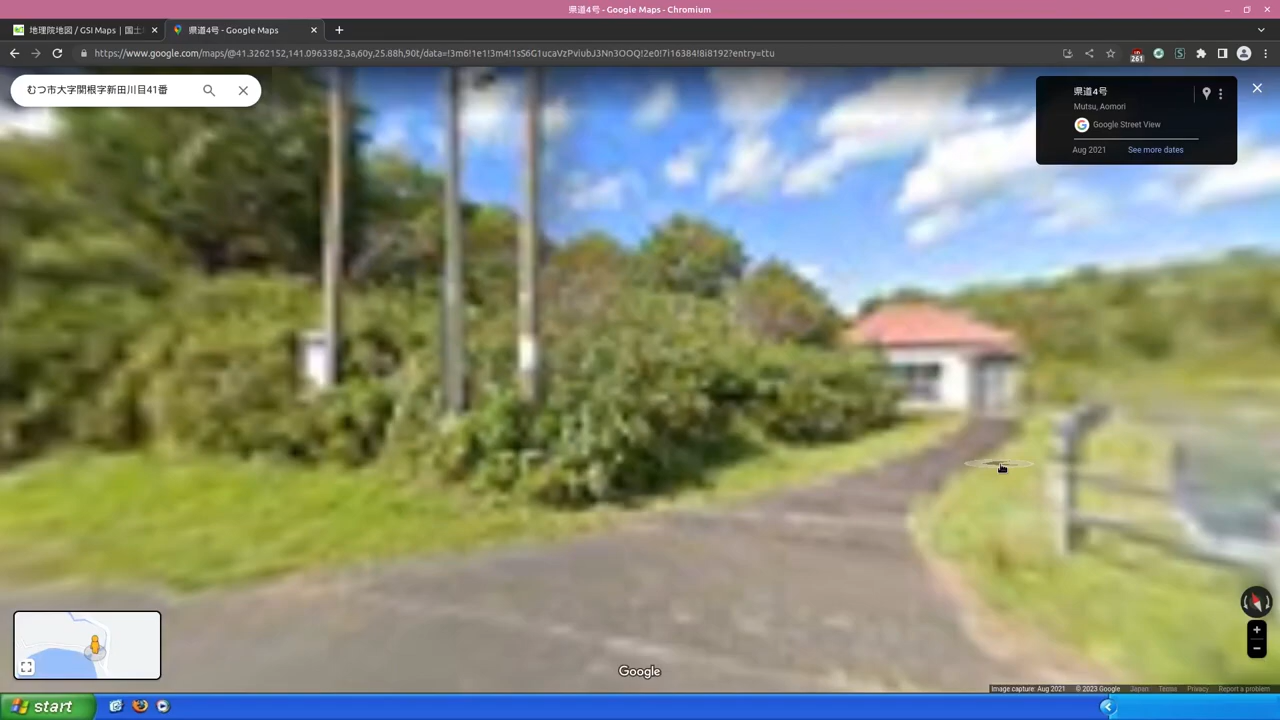 県道4号 - Google Maps - Chromium
地理院地図 / GSI Maps | 国土
県道4号 - Google Maps
https://www.google.com/maps/@41.3262152,141.0963382,3a,60y,25.88h,90t/data=!3m6!1e1!3m4!1sS6G1ucaVzPviubJ3Nn3OOQ!2e0!7i16384!8i8192?entry=ttu
261
むつ市大字関根字新田川目41番
県道4号
Mutsu, Aomori
Google Street View
Aug 2021 See more dates
Google
Image capture: Aug 2021 © 2023 Google Japan Terms Privacy Report a problem
start